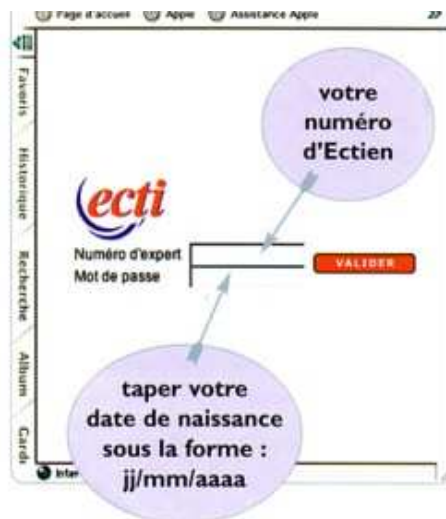 Page d'accueil Apple Assistance Apple
Favoris
Historique
Recherche
Album
votre
numéro
d'Ectien
ecti
Numéro d'expert
Mot de passe
VALIDER
taper votre
date de naissance
sous la forme :
jj/mm/aaaa